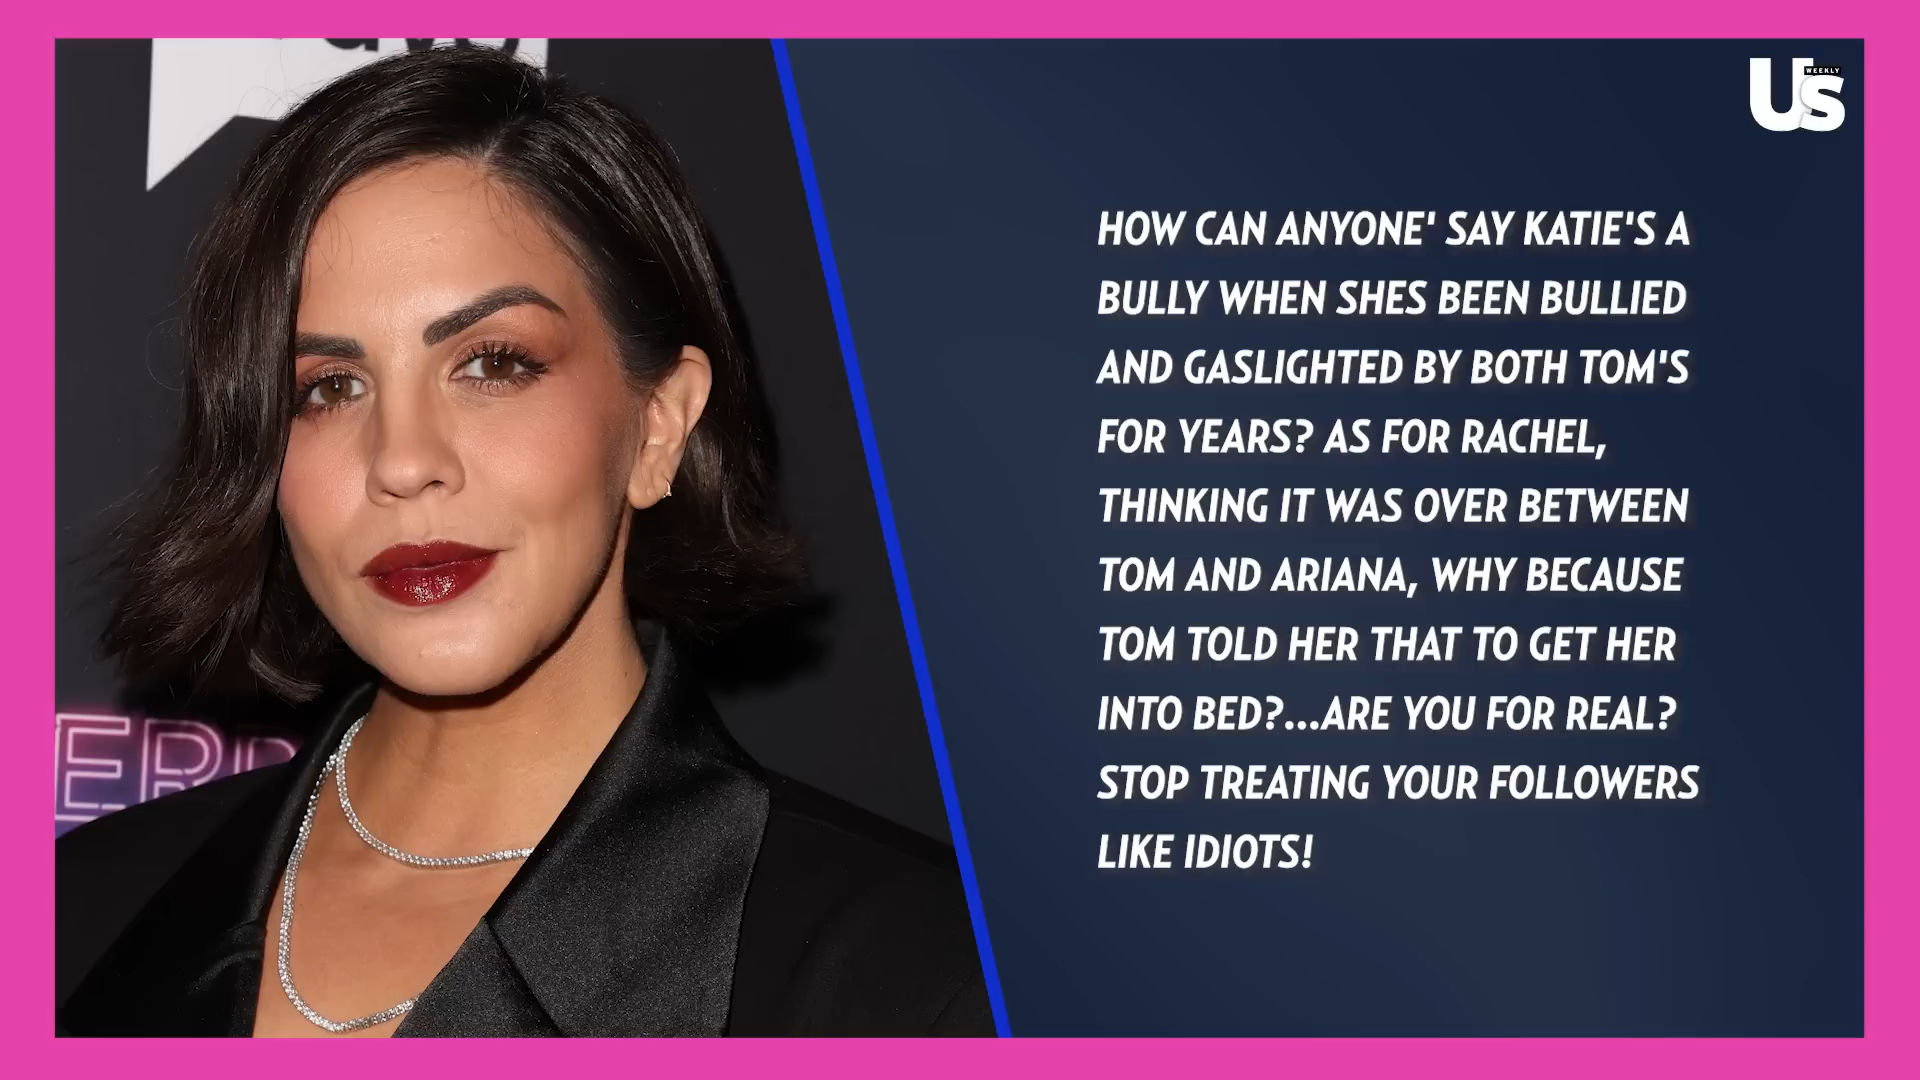 Us
WEEKLY
HOW CAN ANYONE' SAY KATIE'S A
BULLY WHEN SHES BEEN BULLIED
AND GASLIGHTED BY BOTH TOM'S
FOR YEARS? AS FOR RACHEL,
THINKING IT WAS OVER BETWEEN
TOM AND ARIANA, WHY BECAUSE
TOM TOLD HER THAT TO GET HER
INTO BED?...ARE YOU FOR REAL?
STOP TREATING YOUR FOLLOWERS
LIKE IDIOTS!